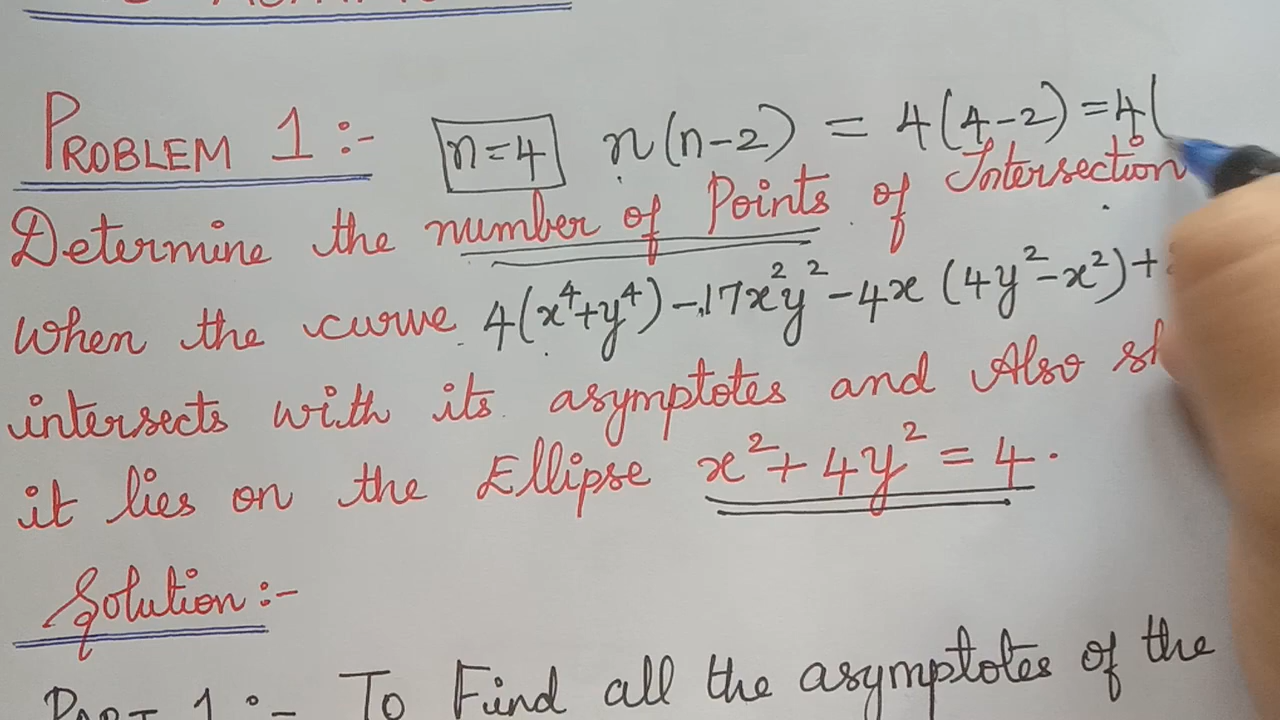 PROBLEM 1:- n=4 n(n-2) = 4(4-2) =4(
Determine the number of Points of Intersection
when the curve 4(x⁴+y⁴)-17x²y²-4x (4y²-x²)+
intersects with its asymptotes and Also
it lies on the Ellipse x²+4y²=4.
Solution:-
PART 1:- To Find all the asymptotes of the